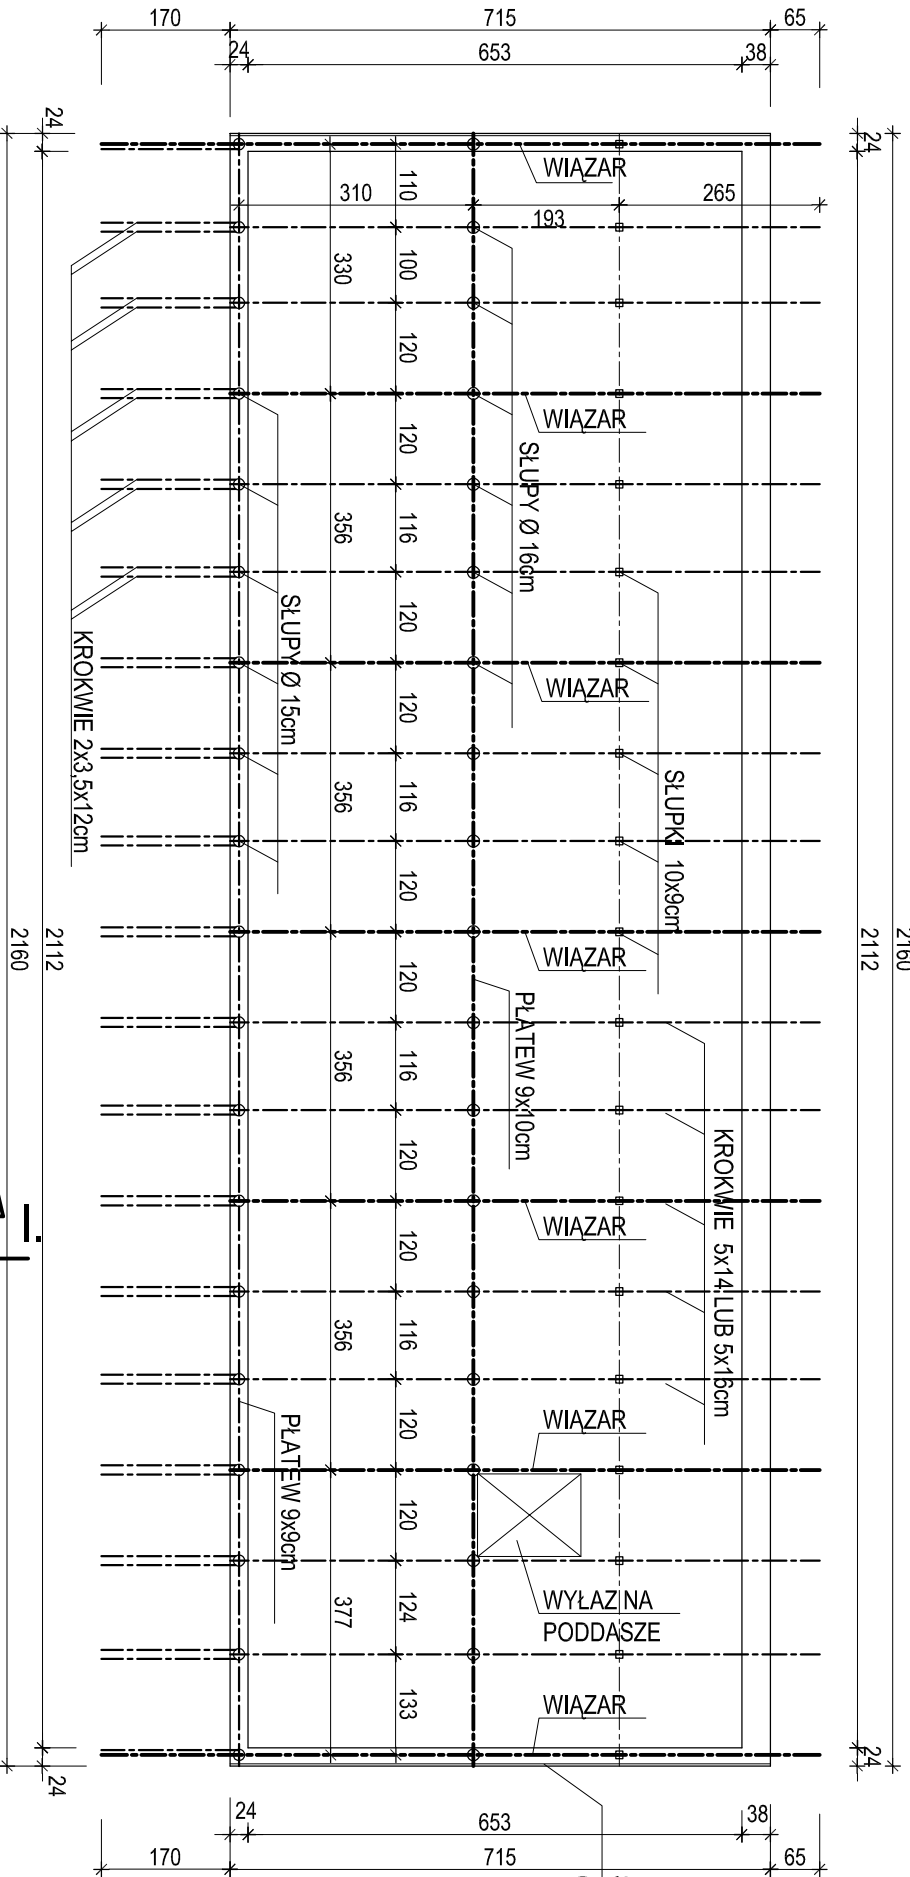 170
715
65
24
653
38
24
24
WIĄZAR
310
193
265
110
330
100
120
WIĄZAR
120
SŁUPY Ø 16cm
356
116
SŁUPY Ø 15cm
120
KROKWIE 2x3,5x12cm
WIĄZAR
120
SŁUPKI 10x9cm
356
116
120
2160
2112
WIĄZAR
2112
2160
120
PŁATEW 9x10cm
356
116
KROKWIE 5x14 LUB 5x16cm
120
WIĄZAR
I.
120
356
116
PŁATEW 9x9cm
120
WIĄZAR
120
377
124
WYŁAZ NA
PODDASZE
133
WIĄZAR
24
24
24
653
38
170
715
65